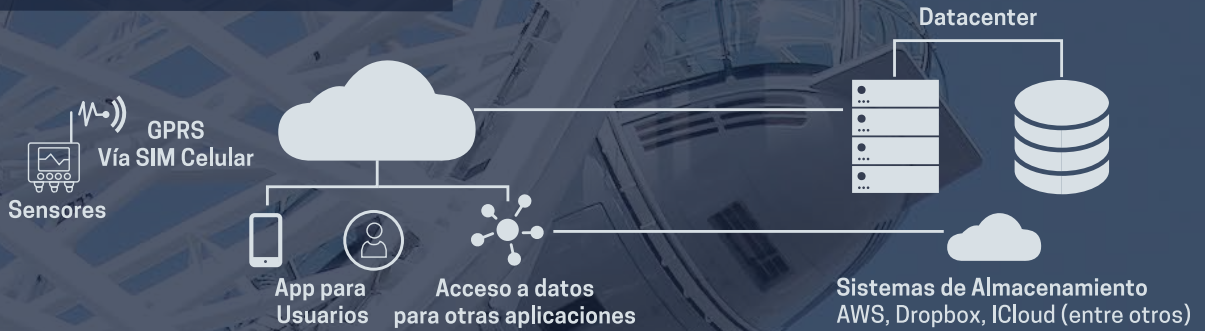 Datacenter
GPRS
Vía SIM Celular
Sensores
App para
Usuarios
Acceso a datos
para otras aplicaciones
Sistemas de Almacenamiento
AWS, Dropbox, ICloud (entre otros)